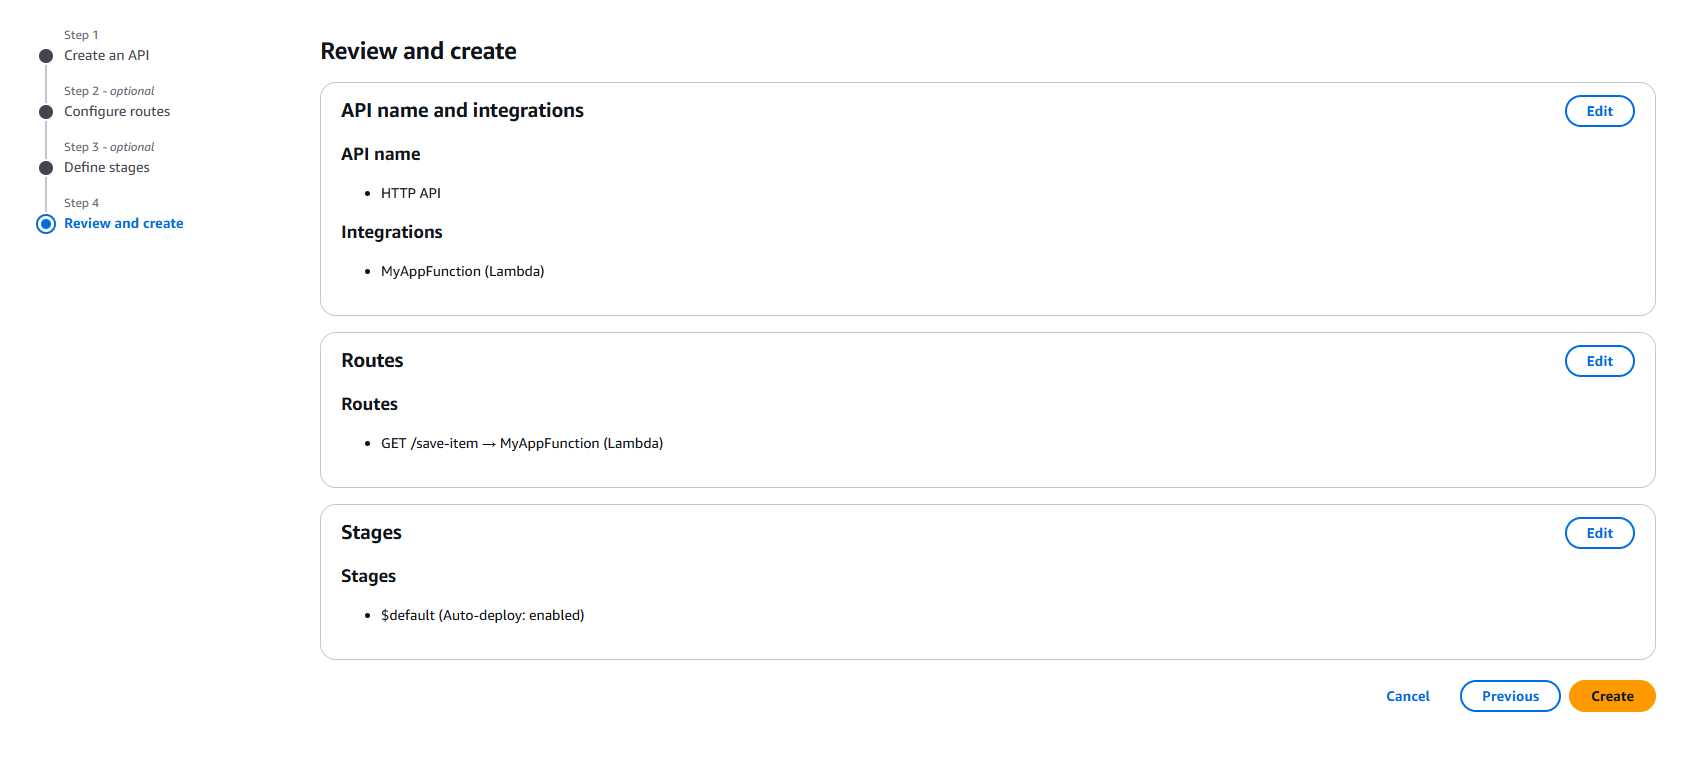 Step 1
Create an API
Step 2 - optional
Configure routes
Step 3 - optional
Define stages
Step 4
Review and create
Review and create
API name and integrations
Edit
API name
• HTTP API
Integrations
• MyAppFunction (Lambda)
Routes
Edit
Routes
• GET /save-item → MyAppFunction (Lambda)
Stages
Edit
Stages
• $default (Auto-deploy: enabled)
Cancel
Previous
Create